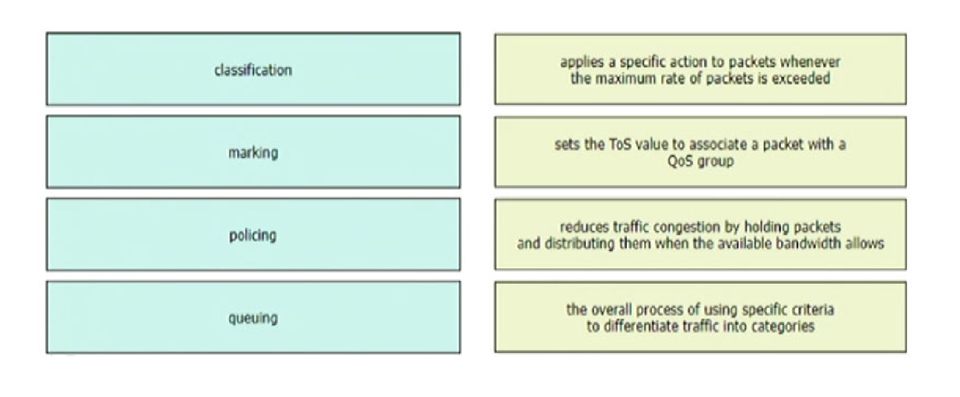 classification
applies a specific action to packets whenever
the maximum rate of packets is exceeded
marking
sets the ToS value to associate a packet with a
QoS group
policing
reduces traffic congestion by holding packets
and distributing them when the available bandwidth allows
queuing
the overall process of using specific criteria
to differentiate traffic into categories